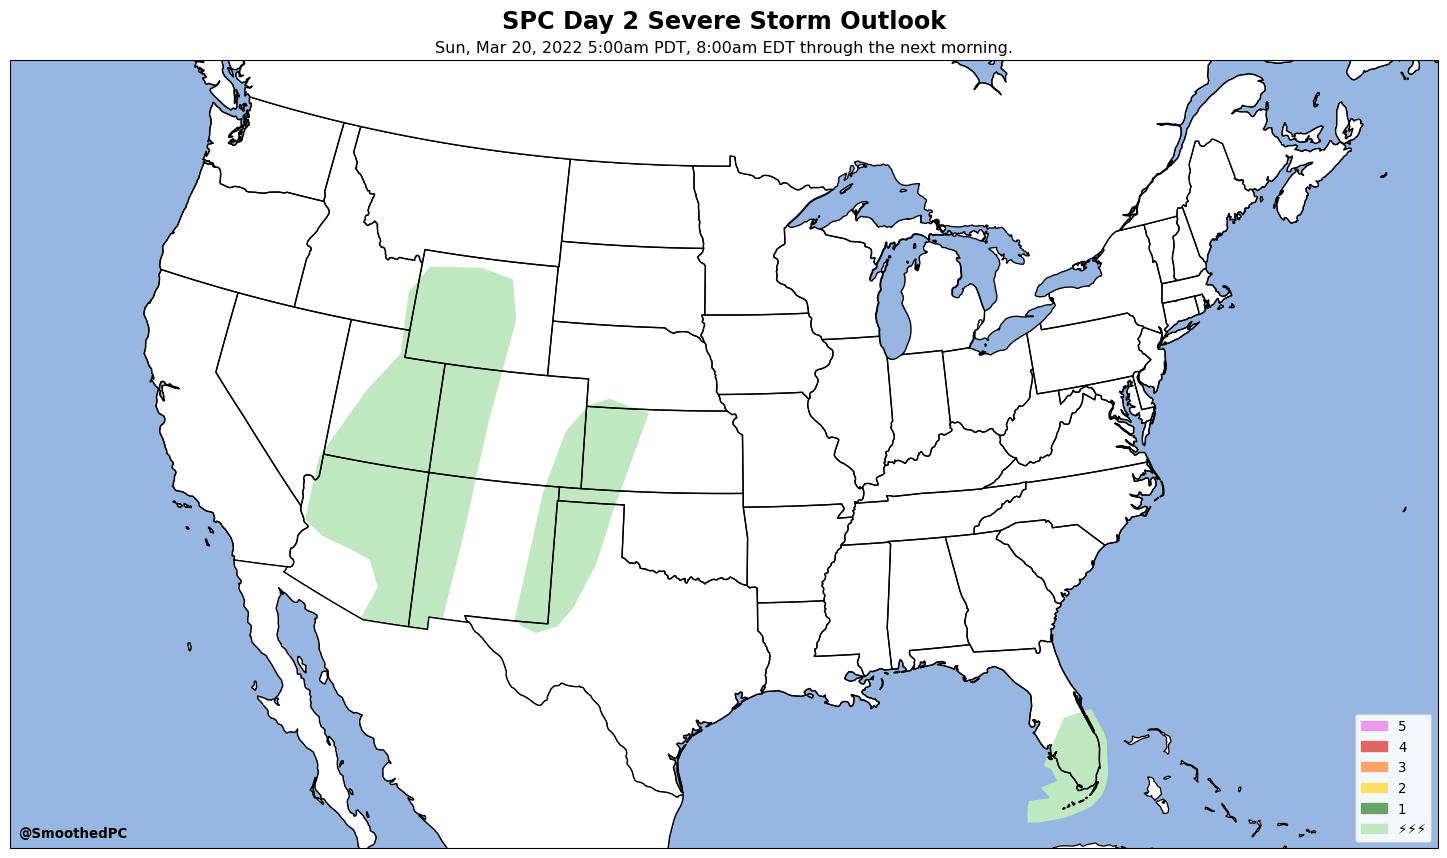 SPC Day 2 Severe Storm Outlook
Sun, Mar 20, 2022 5:00am PDT, 8:00am EDT through the next morning.
5
4
3
2
1
⚡⚡⚡
@SmoothedPC